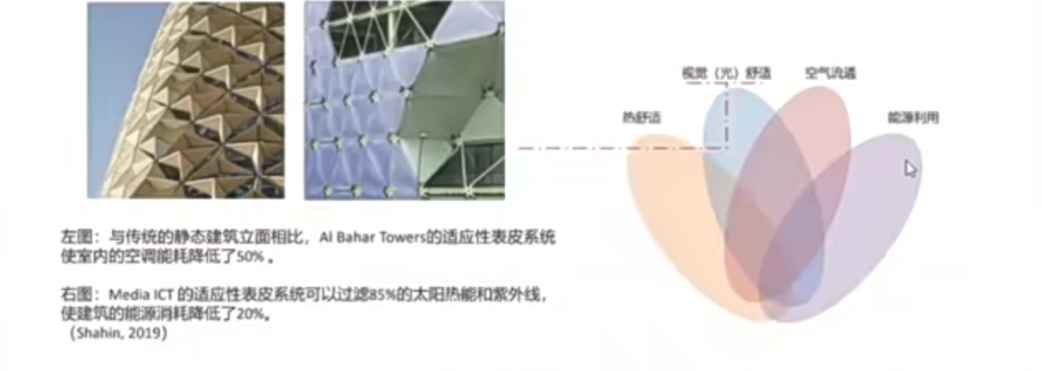 视觉（光）舒适
空气流通
热舒适
能源利用
左图：与传统的静态建筑立面相比，Al Bahar Towers的适应性表皮系统
使室内的空调能耗降低了50% 。
右图：Media ICT 的适应性表皮系统可以过滤85%的太阳热能和紫外线，
使建筑的能源消耗降低了20%。
（Shahin, 2019）